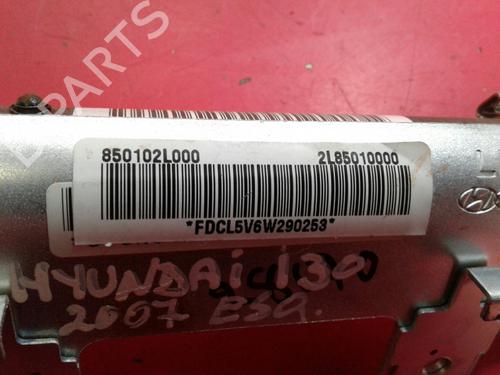 B-PARTS
850102L000 2L85010000
*FDCL5V6W290253*
L
HYUNDAi i30
2007 ESQ.